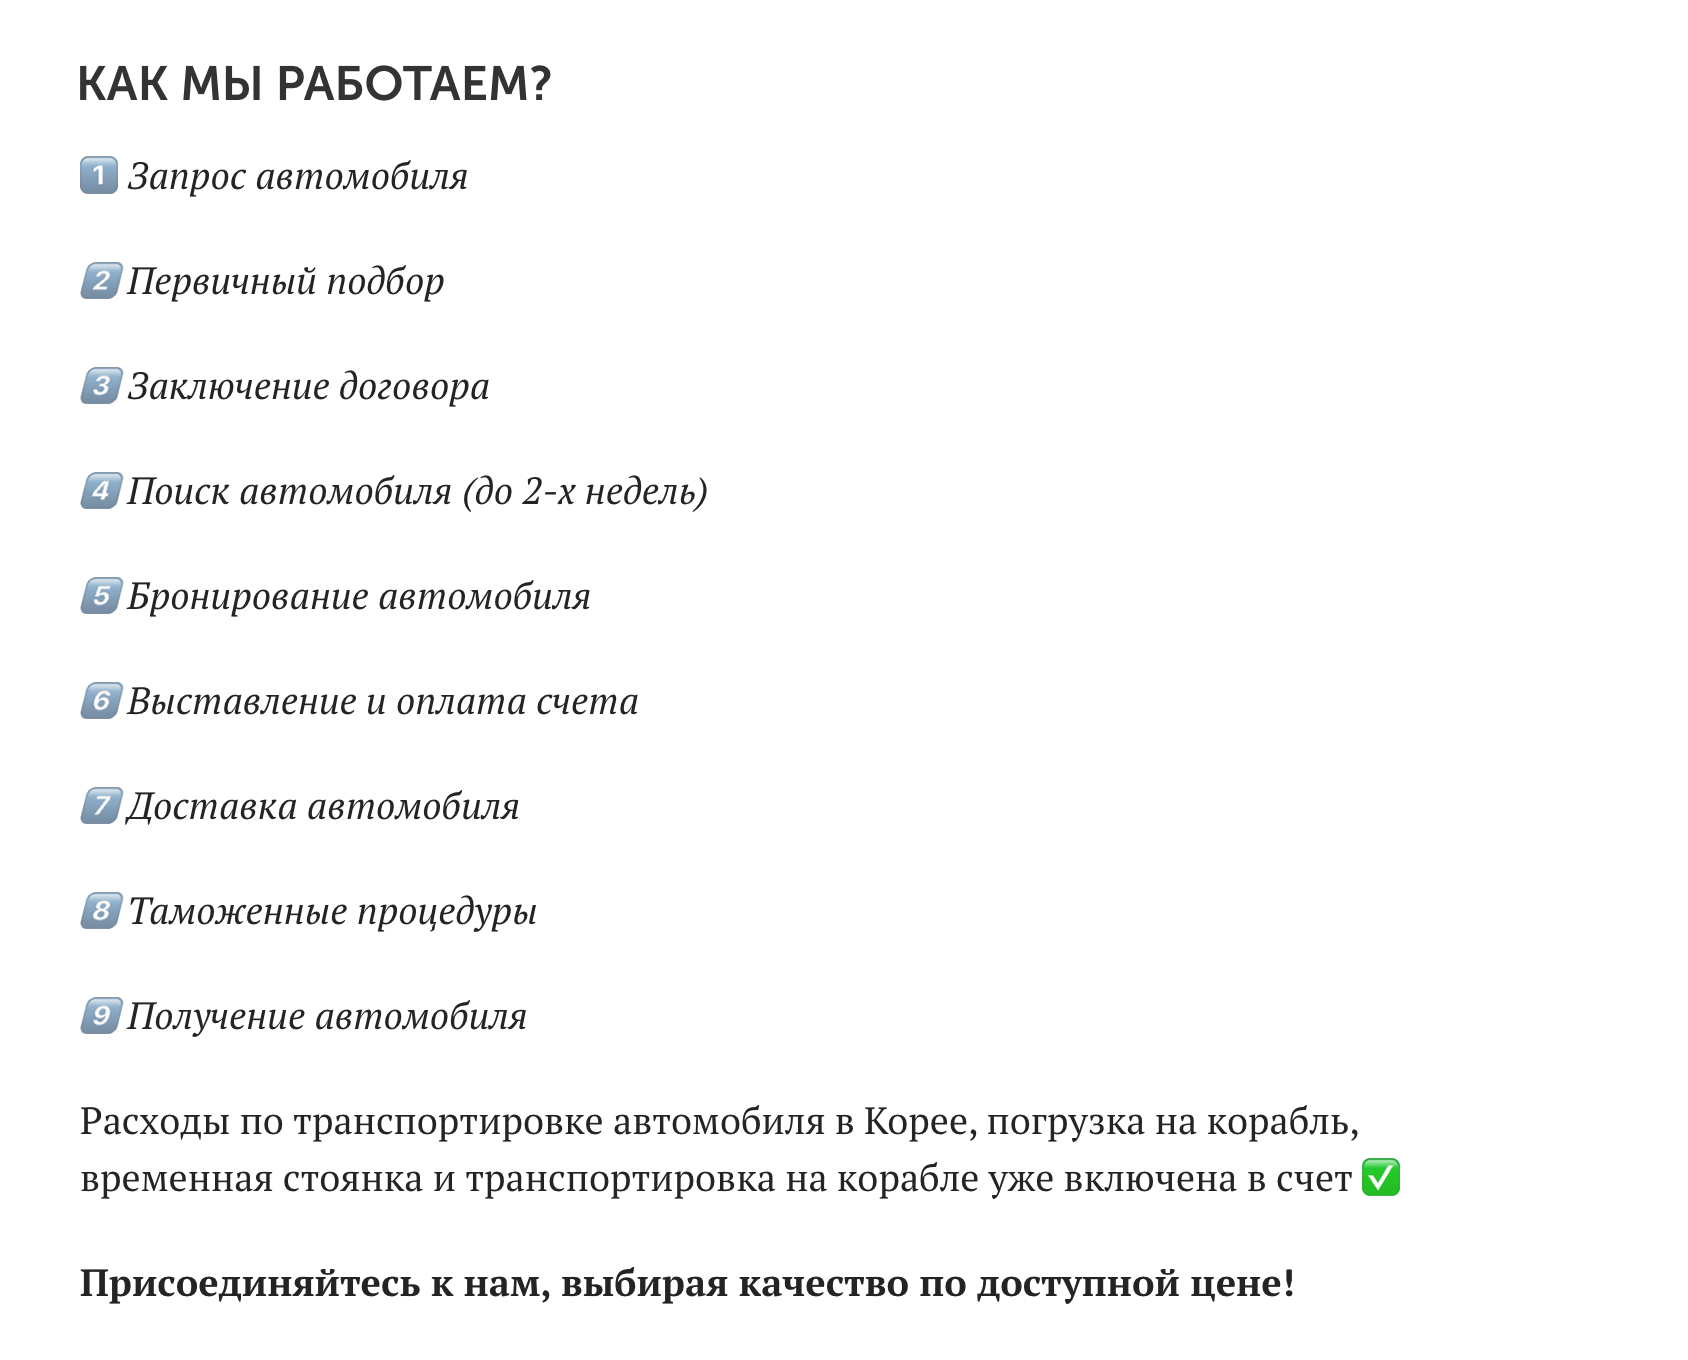 КАК МЫ РАБОТАЕМ?
1️⃣ Запрос автомобиля
2️⃣ Первичный подбор
3️⃣ Заключение договора
4️⃣ Поиск автомобиля (до 2-х недель)
5️⃣ Бронирование автомобиля
6️⃣ Выставление и оплата счета
7️⃣ Доставка автомобиля
8️⃣ Таможенные процедуры
9️⃣ Получение автомобиля
Расходы по транспортировке автомобиля в Корее, погрузка на корабль,
временная стоянка и транспортировка на корабле уже включена в счет ✅
Присоединяйтесь к нам, выбирая качество по доступной цене!